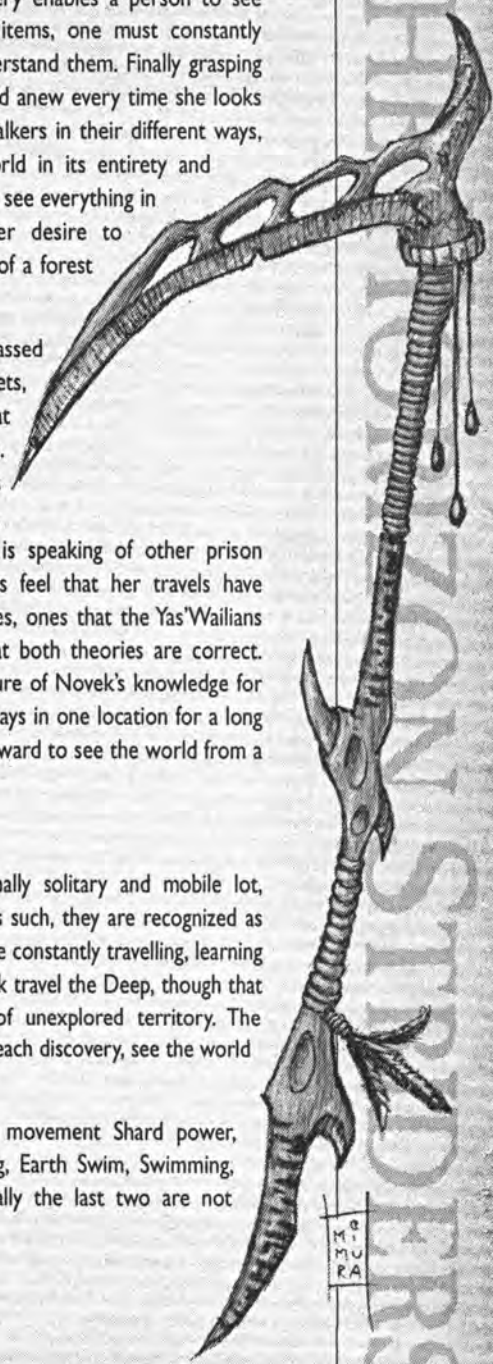 ery enables a person to see
items, one must constantly
erstand them. Finally grasping
d anew every time she looks
alkers in their different ways,
rld in its entirety and
see everything in
er desire to
of a forest
assed
ets,
at
.
is speaking of other prison
s feel that her travels have
es, ones that the Yas'Wailians
at both theories are correct.
ure of Novek's knowledge for
ays in one location for a long
ward to see the world from a
nally solitary and mobile lot,
s such, they are recognized as
e constantly travelling, learning
k travel the Deep, though that
of unexplored territory. The
each discovery, see the world
movement Shard power,
g, Earth Swim, Swimming,
ally the last two are not
HORIZON STRIDERS